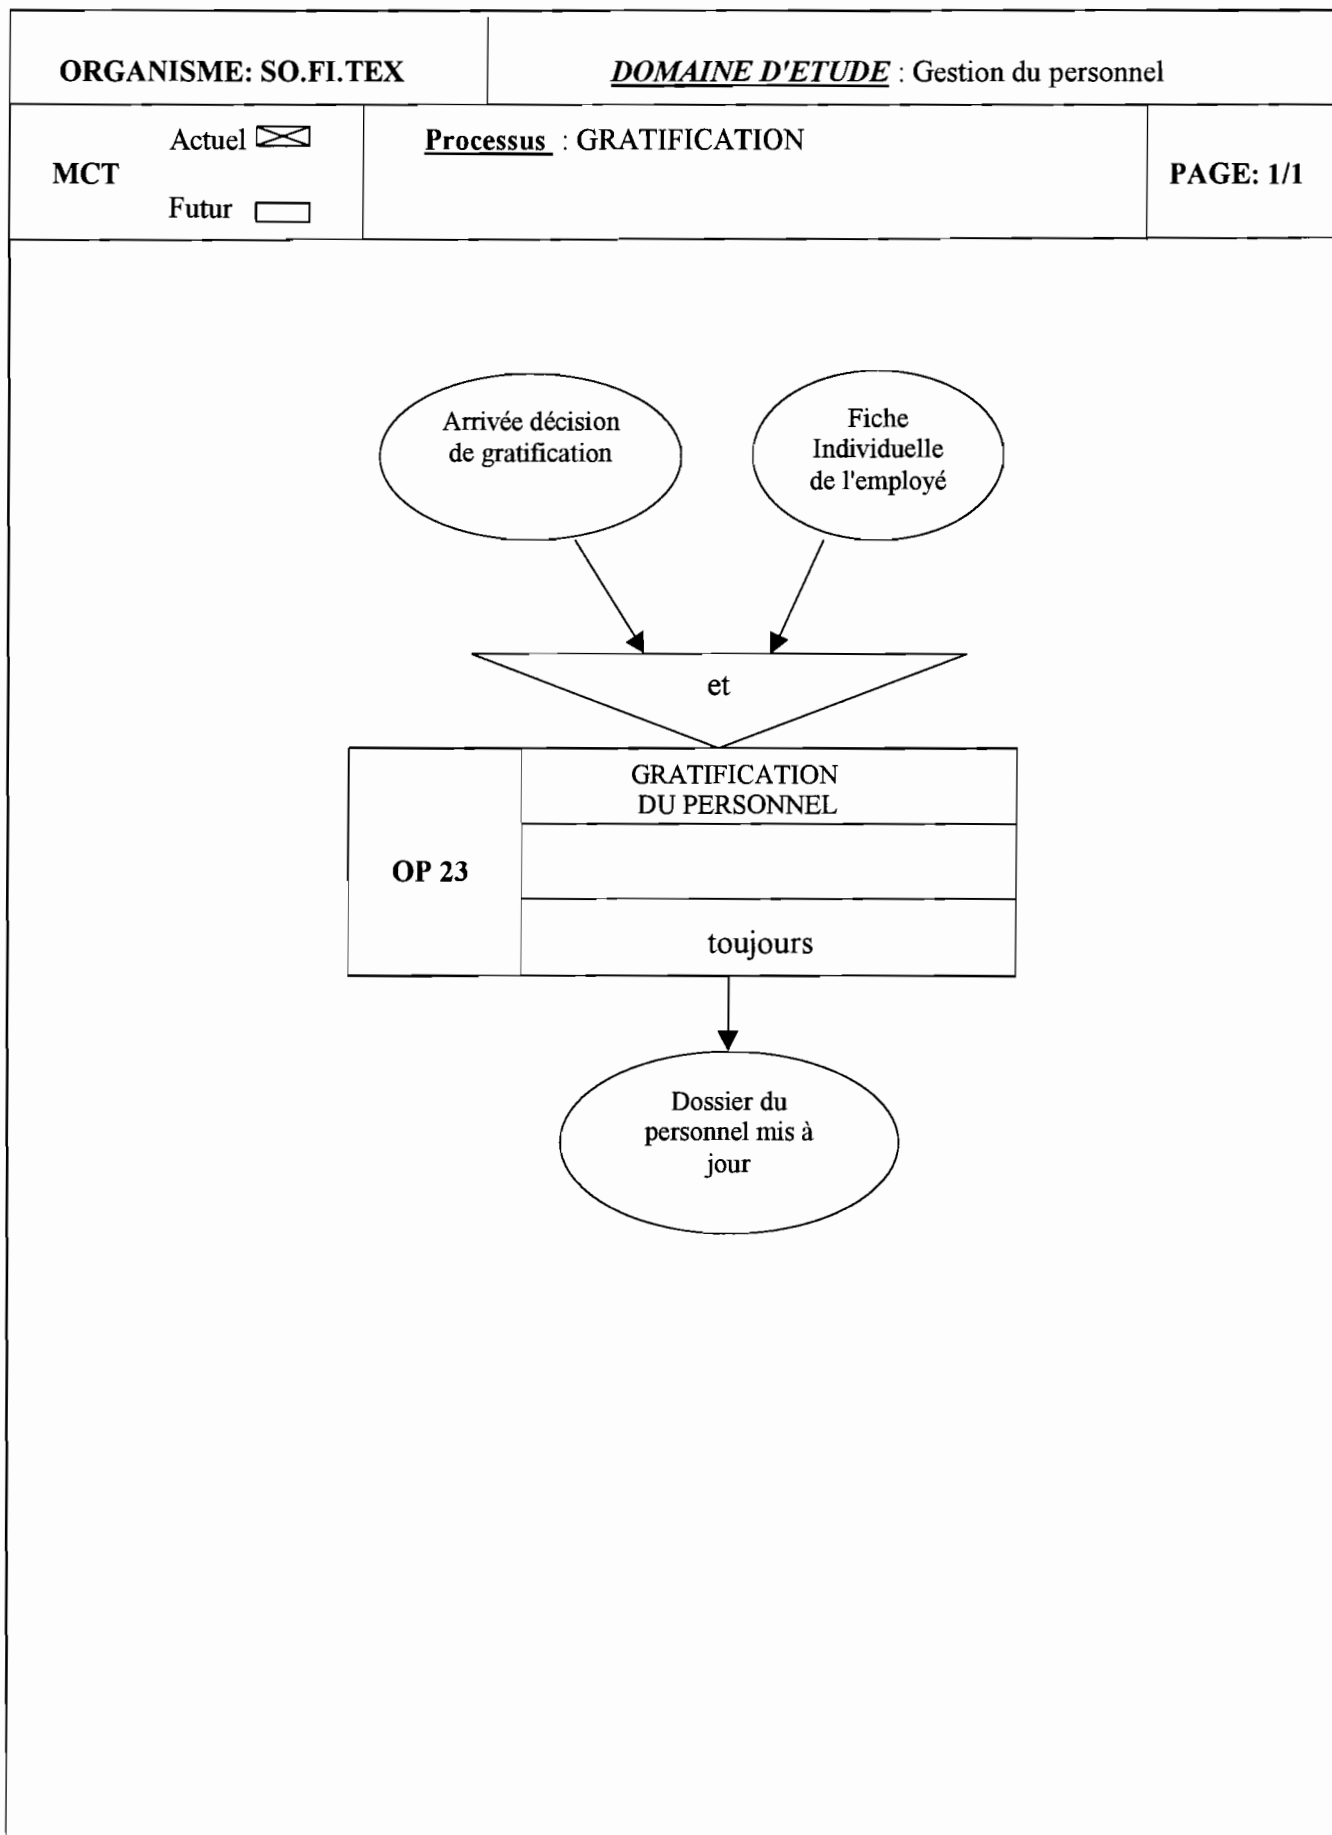 ORGANISME: SO.FI.TEX
DOMAINE D'ETUDE : Gestion du personnel
Actuel
MCT
Futur
Processus : GRATIFICATION
PAGE: 1/1
Arrivée décision
de gratification
Fiche
Individuelle
de l'employé
et
GRATIFICATION
DU PERSONNEL
OP 23
toujours
Dossier du
personnel mis à
jour